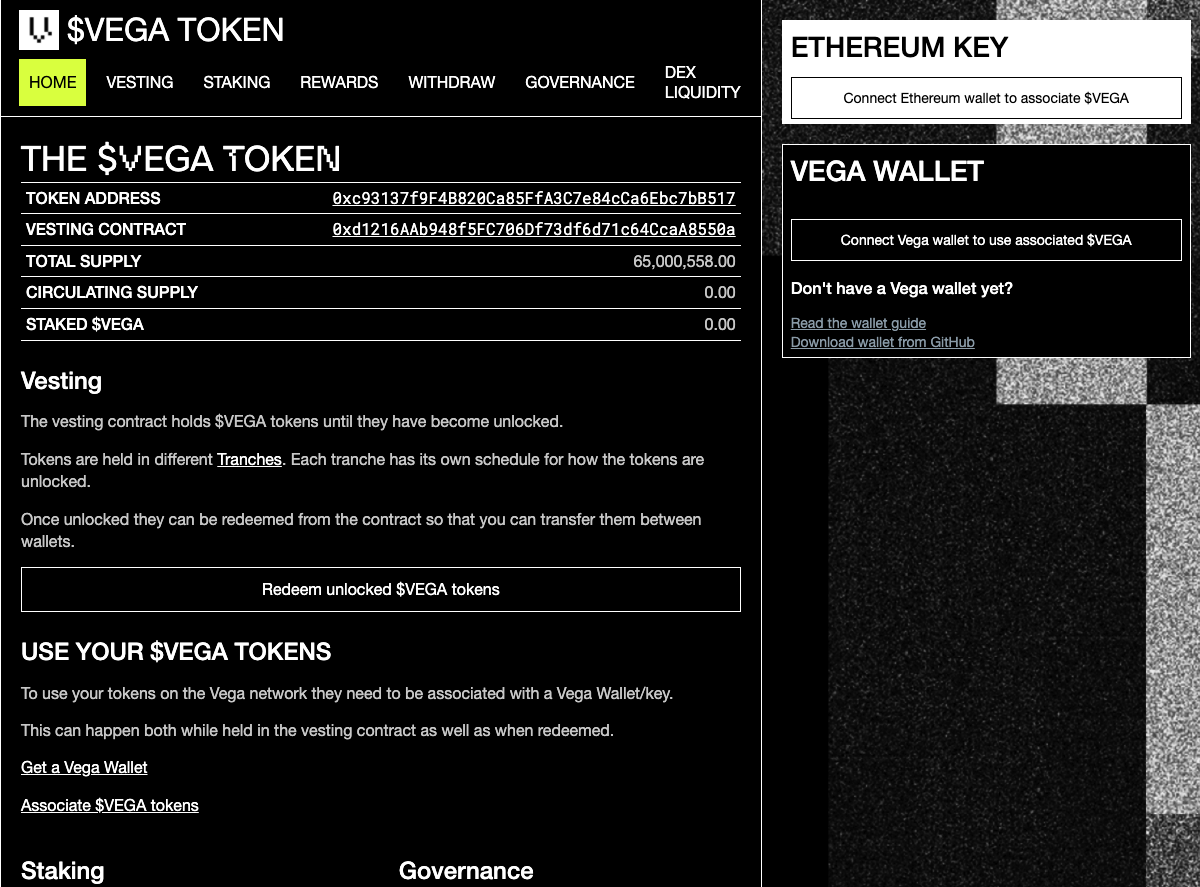 $VEGA TOKEN
HOME
VESTING
STAKING
REWARDS
WITHDRAW
GOVERNANCE
DEX
LIQUIDITY
THE $VEGA TOKEN
TOKEN ADDRESS 0xc93137f9F4B820Ca85FfA3C7e84cCa6Ebc7bB517
VESTING CONTRACT 0xd1216AAb948f5FC706Df73df6d71c64CcaA8550a
TOTAL SUPPLY 65,000,558.00
CIRCULATING SUPPLY 0.00
STAKED $VEGA 0.00
Vesting
The vesting contract holds $VEGA tokens until they have become unlocked.
Tokens are held in different Tranches. Each tranche has its own schedule for how the tokens are
unlocked.
Once unlocked they can be redeemed from the contract so that you can transfer them between
wallets.
Redeem unlocked $VEGA tokens
USE YOUR $VEGA TOKENS
To use your tokens on the Vega network they need to be associated with a Vega Wallet/key.
This can happen both while held in the vesting contract as well as when redeemed.
Get a Vega Wallet
Associate $VEGA tokens
Staking
Governance
ETHEREUM KEY
Connect Ethereum wallet to associate $VEGA
VEGA WALLET
Connect Vega wallet to use associated $VEGA
Don't have a Vega wallet yet?
Read the wallet guide
Download wallet from GitHub